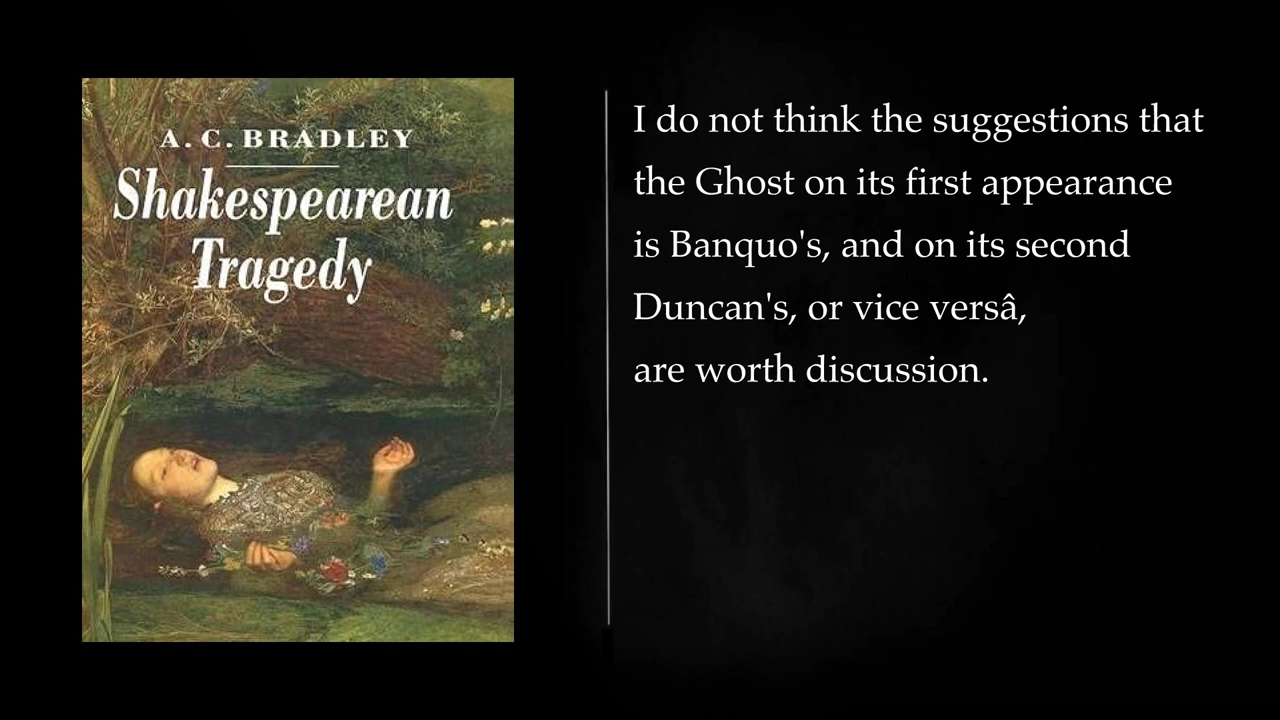 A. C. BRADLEY
Shakespearean
Tragedy
I do not think the suggestions that
the Ghost on its first appearance
is Banquo's, and on its second
Duncan's, or vice versâ,
are worth discussion.